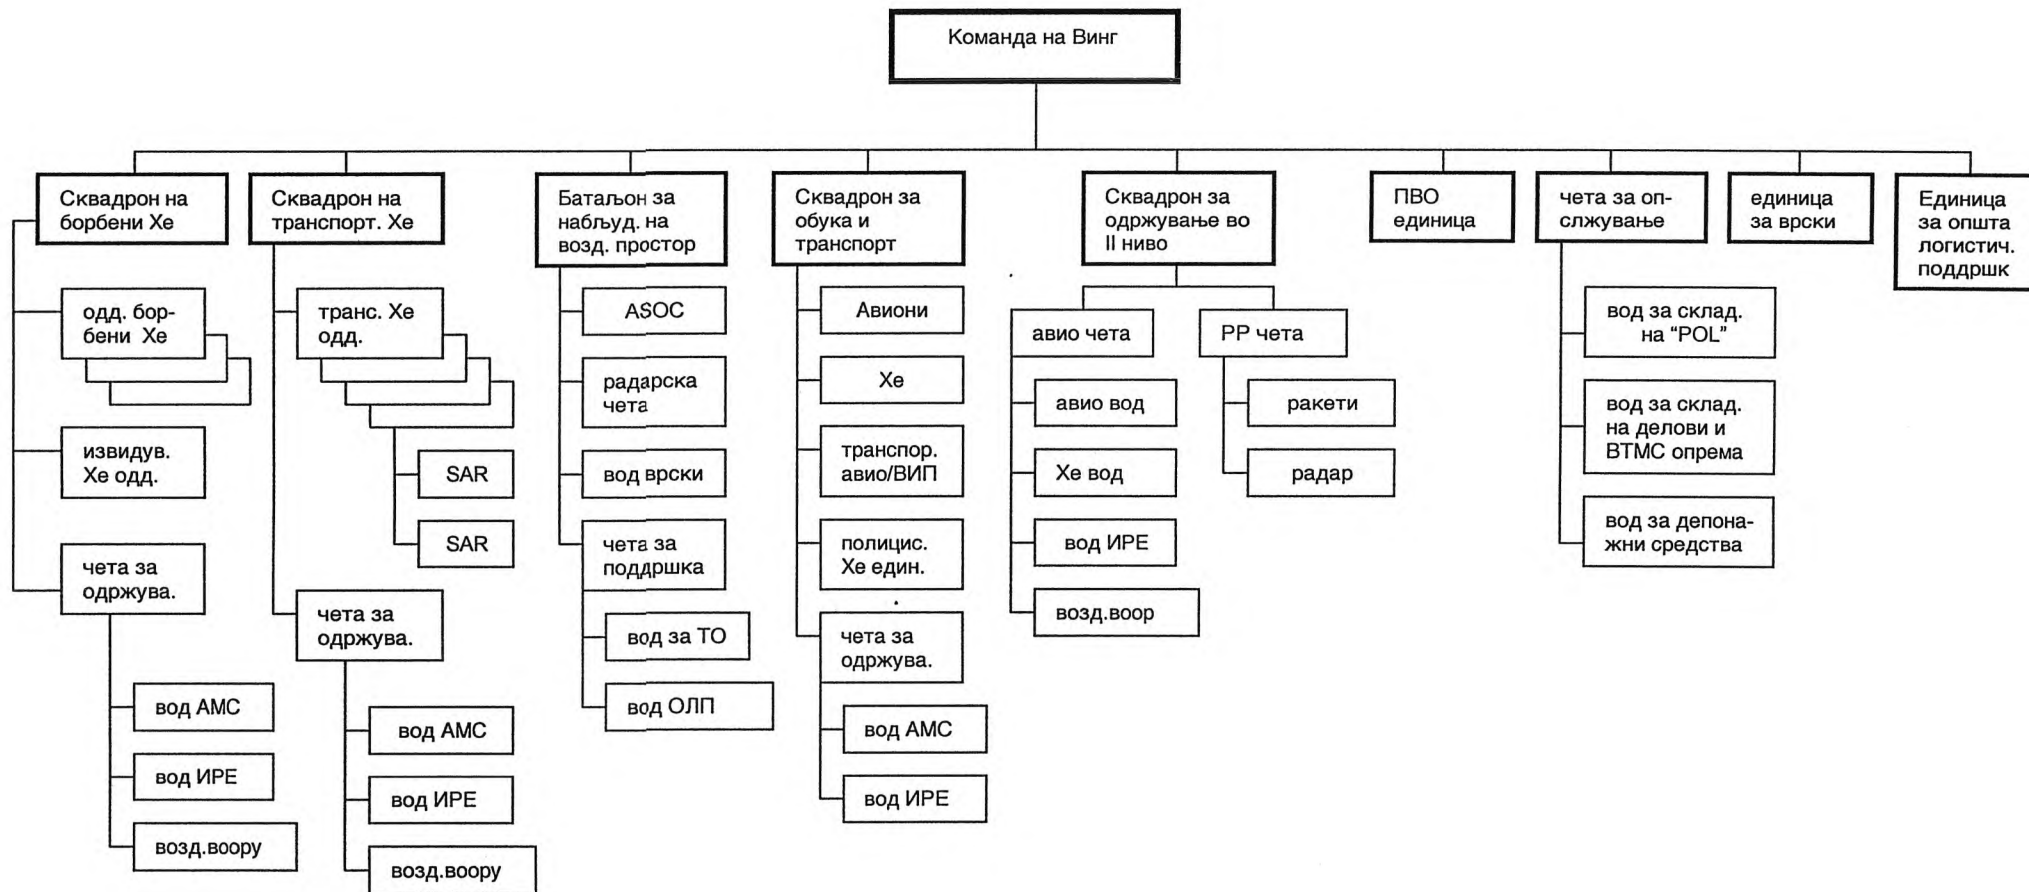 Команда на Винг
Сквадрон на
борбени Хе
одд. бор-
бени Хе
извидув.
Хе одд.
чета за
одржува.
вод АМС
вод ИРЕ
возд.воору
Сквадрон на
транспорт. Хе
транс. Хе
одд.
SAR
SAR
чета за
одржува.
вод АМС
вод ИРЕ
возд.воору
Батаљон за
набљуд. на
возд. простор
ASOC
радарска
чета
вод врски
чета за
поддршка
вод за ТО
вод ОЛП
Сквадрон за
обука и
транспорт
Авиони
Хе
транспор.
авио/ВИП
полицис.
Хе един.
чета за
одржува.
вод АМС
вод ИРЕ
Сквадрон за
одржување во
II ниво
авио чета
авио вод
Хе вод
вод ИРЕ
возд.воор
РР чета
ракети
радар
ПВО
единица
чета за оп-
слжување
вод за склад.
на “POL”
вод за склад.
на делови и
ВТМС опрема
вод за депона-
жни средства
единица
за врски
Единица
за општа
логистич.
поддршк